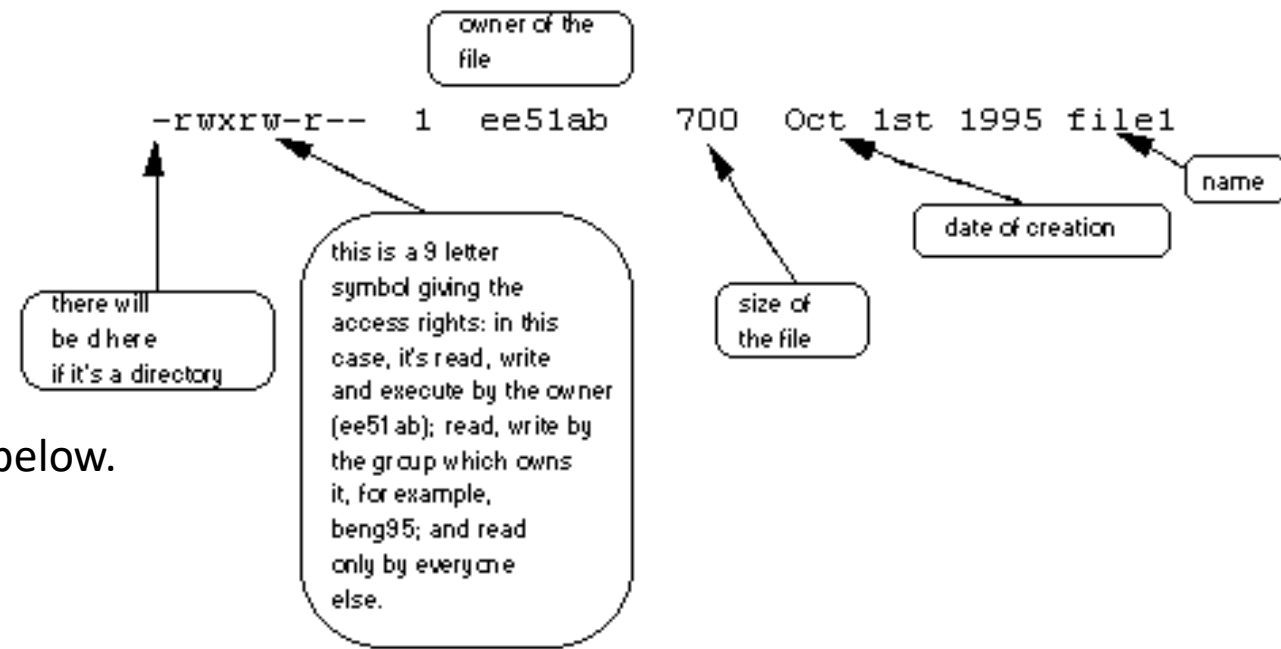 owner of the
file
-rwxrw-r-- 1 ee51ab 700 Oct 1st 1995 file1
name
date of creation
this is a 9 letter
symbol giving the
access rights: in this
case, it's read, write
and execute by the owner
(ee51ab); read, write by
the group which owns
it, for example,
beng95; and read
only by everyone
else.
there will
be d here
if it's a directory
size of
the file
below.